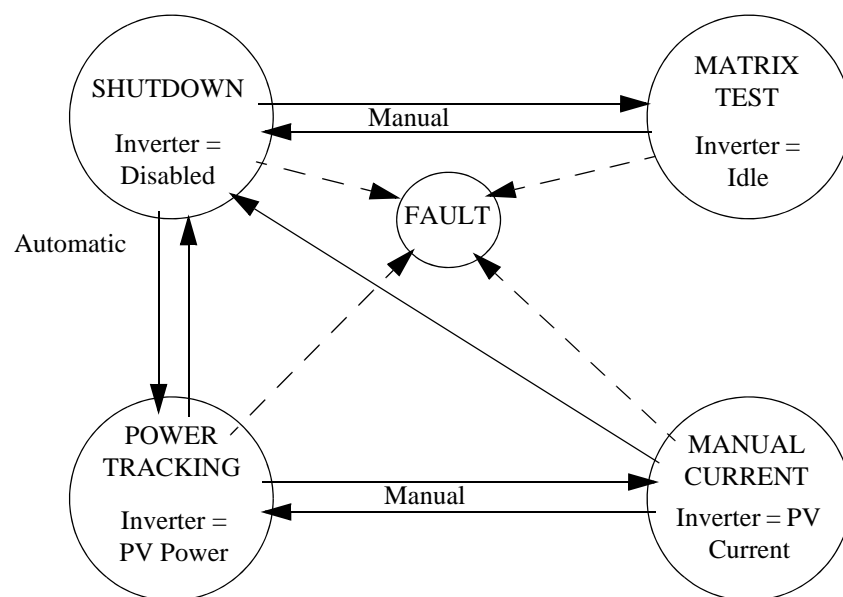 SHUTDOWN
Inverter =
Disabled
Manual
MATRIX
TEST
Inverter =
Idle
FAULT
Automatic
POWER
TRACKING
Inverter =
PV Power
Manual
MANUAL
CURRENT
Inverter = PV
Current